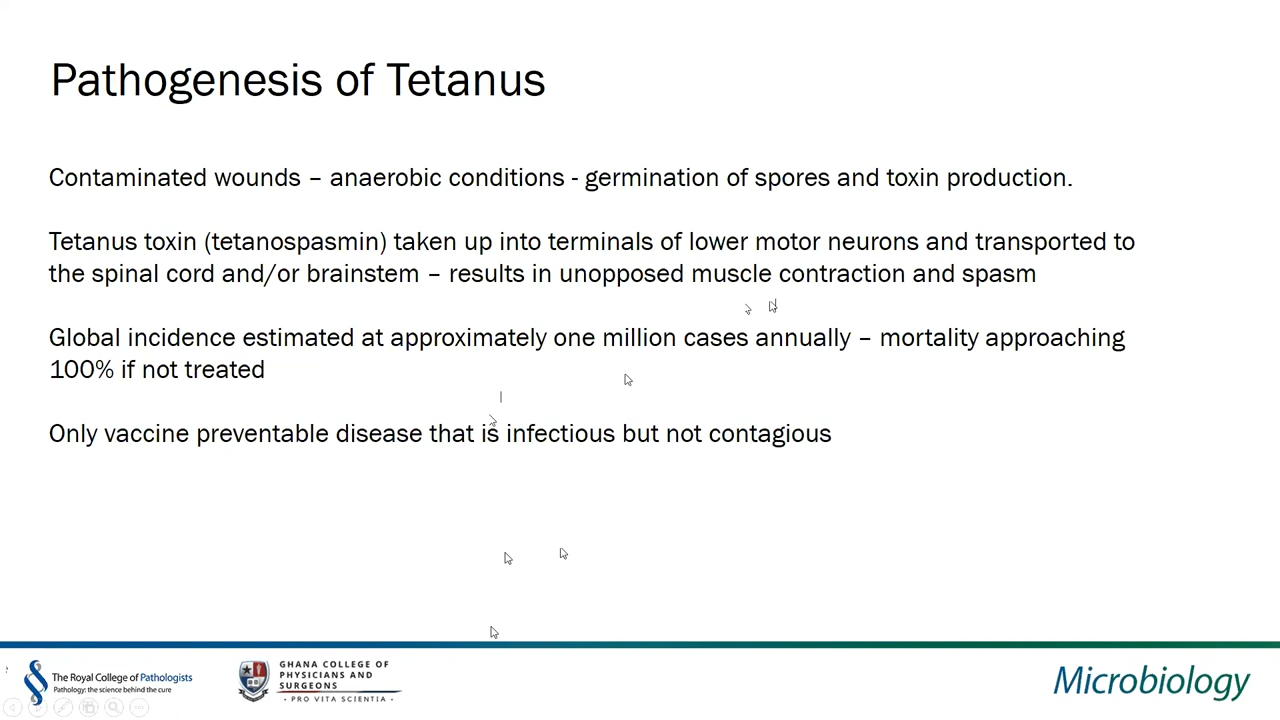 Pathogenesis of Tetanus
Contaminated wounds – anaerobic conditions - germination of spores and toxin production.
Tetanus toxin (tetanospasmin) taken up into terminals of lower motor neurons and transported to
the spinal cord and/or brainstem – results in unopposed muscle contraction and spasm
Global incidence estimated at approximately one million cases annually – mortality approaching
100% if not treated
Only vaccine preventable disease that is infectious but not contagious
The Royal College of Pathologists
Pathology: the science behind the cure
GHANA COLLEGE OF
PHYSICIANS AND
SURGEONS
· PRO VITA SCIENTIA ·
Microbiology